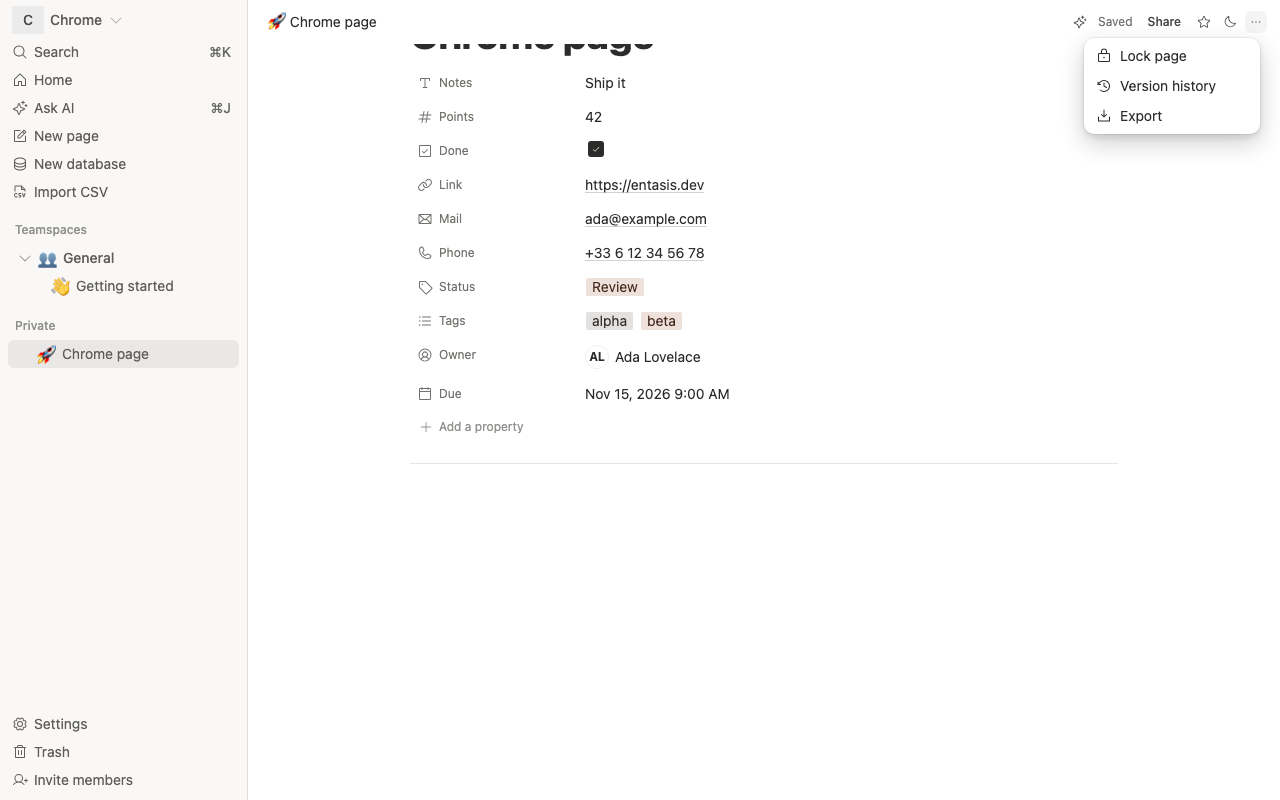 C Chrome
Search ⌘K
Home
Ask AI ⌘J
New page
New database
Import CSV
Teamspaces
General
Getting started
Private
Chrome page
Settings
Trash
Invite members
Chrome page
Saved Share
Lock page
Version history
Export
Chrome page
Notes Ship it
Points 42
Done
Link https://entasis.dev
Mail ada@example.com
Phone +33 6 12 34 56 78
Status Review
Tags alpha beta
Owner AL Ada Lovelace
Due Nov 15, 2026 9:00 AM
Add a property